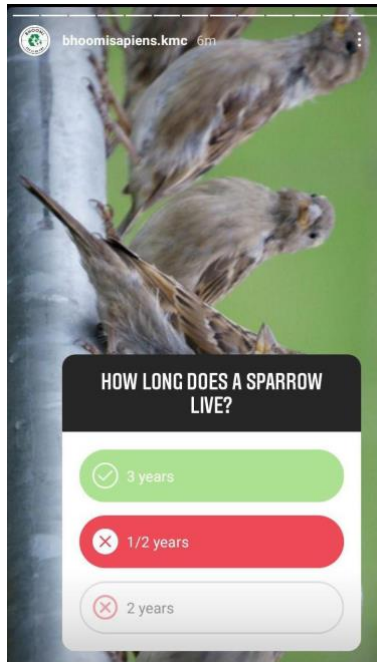 bhoomisapiens.kmc 6m
HOW LONG DOES A SPARROW
LIVE?
3 years
1/2 years
2 years